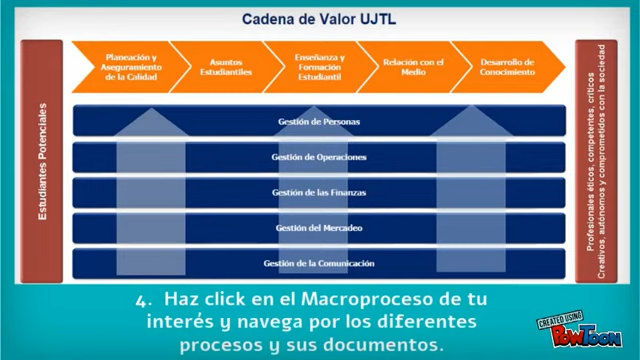 Cadena de Valor UJTL
Planeación y
Aseguramiento
de la Calidad
Asuntos
Estudiantiles
Enseñanza y
Formación
Estudiantil
Relación con el
Medio
Desarrollo de
Conocimiento
Estudiantes Potenciales
Gestión de Personas
Gestión de Operaciones
Gestión de las Finanzas
Gestión del Mercadeo
Gestión de la Comunicación
Profesionales éticos, competentes, críticos
Creativos, autónomos y comprometidos con la sociedad
4. Haz click en el Macroproceso de tu
interés y navega por los diferentes
procesos y sus documentos.
CREATED USING
POWTOON